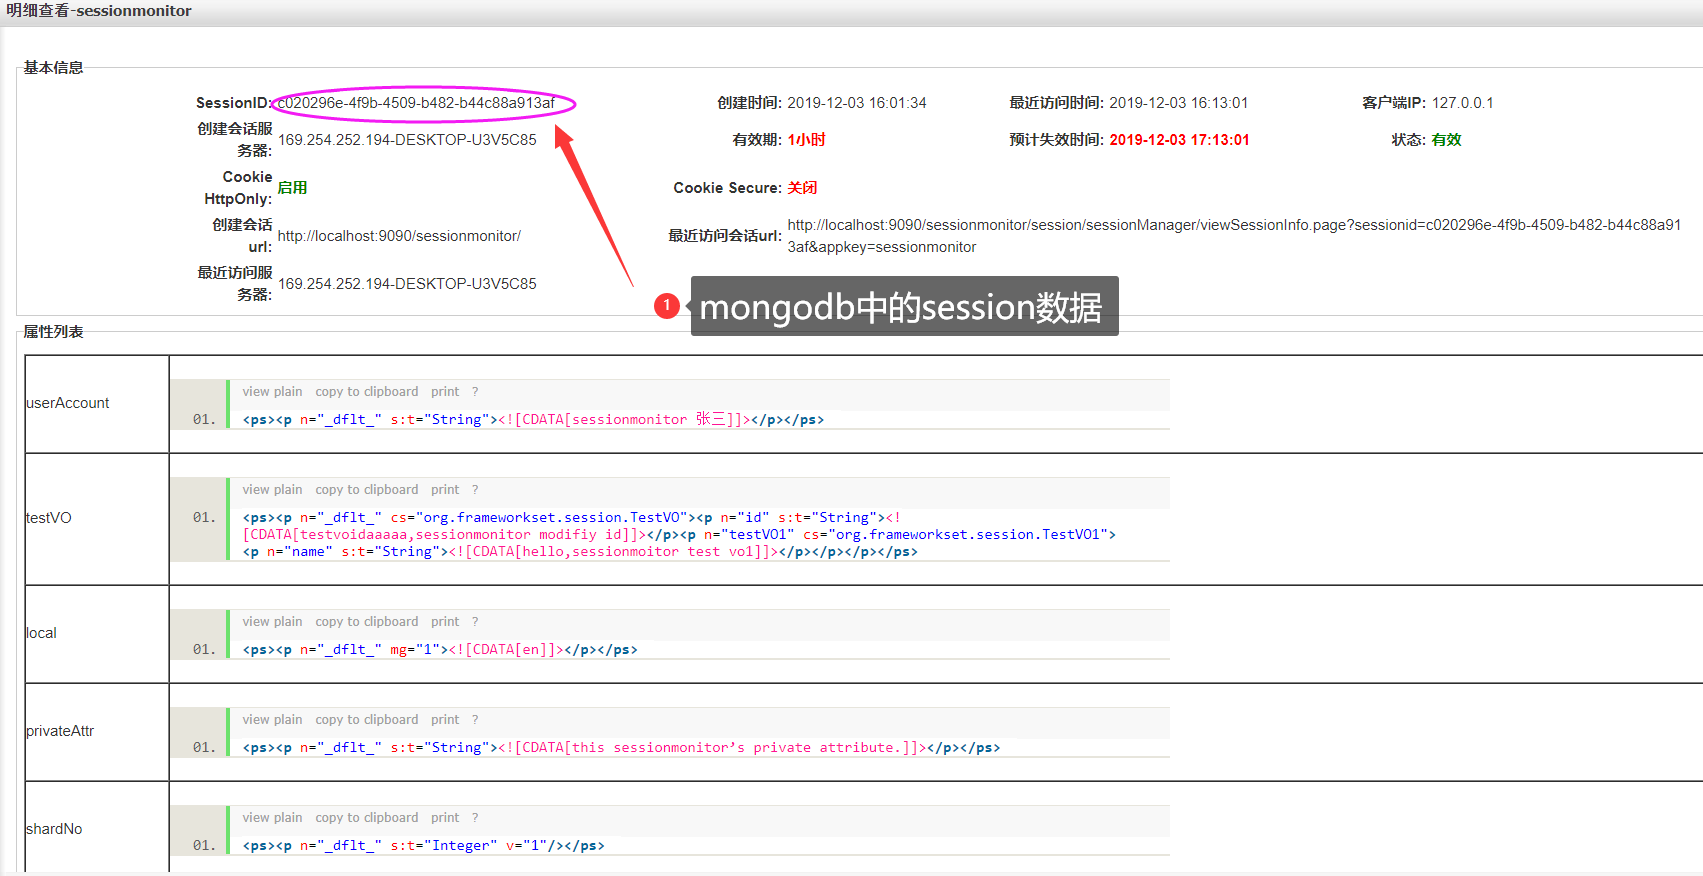 明细查看-sessionmonitor
基本信息
SessionID: c020296e-4f9b-4509-b482-b44c88a913af 创建时间: 2019-12-03 16:01:34 最近访问时间: 2019-12-03 16:13:01 客户端IP: 127.0.0.1
创建会话服务器: 169.254.252.194-DESKTOP-U3V5C85 有效期: 1小时 预计失效时间: 2019-12-03 17:13:01 状态: 有效
Cookie HttpOnly: 启用 Cookie Secure: 关闭
创建会话url: http://localhost:9090/sessionmonitor/ 最近访问会话url: http://localhost:9090/sessionmonitor/session/sessionManager/viewSessionInfo.page?sessionid=c020296e-4f9b-4509-b482-b44c88a913af&appkey=sessionmonitor
最近访问服务器: 169.254.252.194-DESKTOP-U3V5C85
1 mongodb中的session数据
属性列表
userAccount
view plain copy to clipboard print ?
01. <ps><p n="_dflt_" s:t="String"><![CDATA[sessionmonitor 张三]]></p></ps>
testVO
view plain copy to clipboard print ?
01. <ps><p n="_dflt_" cs="org.frameworkset.session.TestVO"><p n="id" s:t="String"><!
[CDATA[testvoidaaaaa,sessionmonitor modifiy id]]></p><p n="testVO1" cs="org.frameworkset.session.TestVO1">
<p n="name" s:t="String"><![CDATA[hello,sessionmoitor test vo1]]></p></p></p></ps>
local
view plain copy to clipboard print ?
01. <ps><p n="_dflt_" mg="1"><![CDATA[en]]></p></ps>
privateAttr
view plain copy to clipboard print ?
01. <ps><p n="_dflt_" s:t="String"><![CDATA[this sessionmonitor’s private attribute.]]></p></ps>
shardNo
view plain copy to clipboard print ?
01. <ps><p n="_dflt_" s:t="Integer" v="1"/></ps>